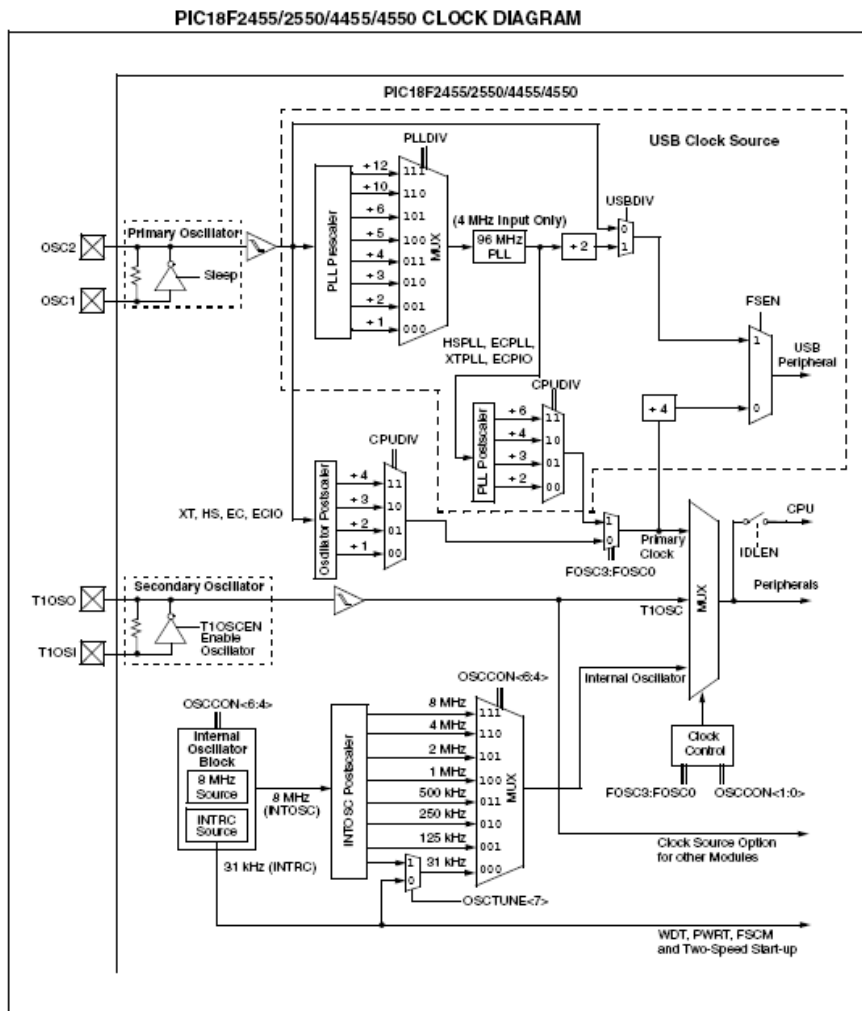 PIC18F2455/2550/4455/4550 CLOCK DIAGRAM
PIC18F2455/2550/4455/4550
USB Clock Source
PLLDIV
÷ 12
111
÷ 10
110
÷ 6
101
÷ 5
100
÷ 4
011
÷ 3
010
÷ 2
001
÷ 1
000
PLL Prescaler
MUX
(4 MHz Input Only)
96 MHz
PLL
÷ 2
USBDIV
0
1
OSC2
Primary Oscillator
Sleep
OSC1
FSEN
1
0
USB
Peripheral
HSPLL, ECPLL,
XTPLL, ECPIO
CPUDIV
PLL Postscaler
÷ 6
11
÷ 4
10
÷ 3
01
÷ 2
00
÷ 4
CPUDIV
Oscillator Postscaler
÷ 4
11
÷ 3
10
÷ 2
01
÷ 1
00
XT, HS, EC, ECIO
1
0
Primary
Clock
FOSC3:FOSC0
CPU
IDLEN
Peripherals
MUX
T1OSC
Internal Oscillator
T1OSO
Secondary Oscillator
T1OSCEN
Enable
Oscillator
T1OSI
OSCCON<6:4>
Internal
Oscillator
Block
8 MHz
Source
INTRC
Source
8 MHz
(INTOSC)
31 kHz (INTRC)
INTOSC Postscaler
OSCCON<6:4>
8 MHz
111
4 MHz
110
2 MHz
101
1 MHz
100
500 kHz
011
250 kHz
010
125 kHz
001
31 kHz
000
MUX
1
0
OSCTUNE<7>
Clock
Control
FOSC3:FOSC0
OSCCON<1:0>
Clock Source Option
for other Modules
WDT, PWRT, FSCM
and Two-Speed Start-up